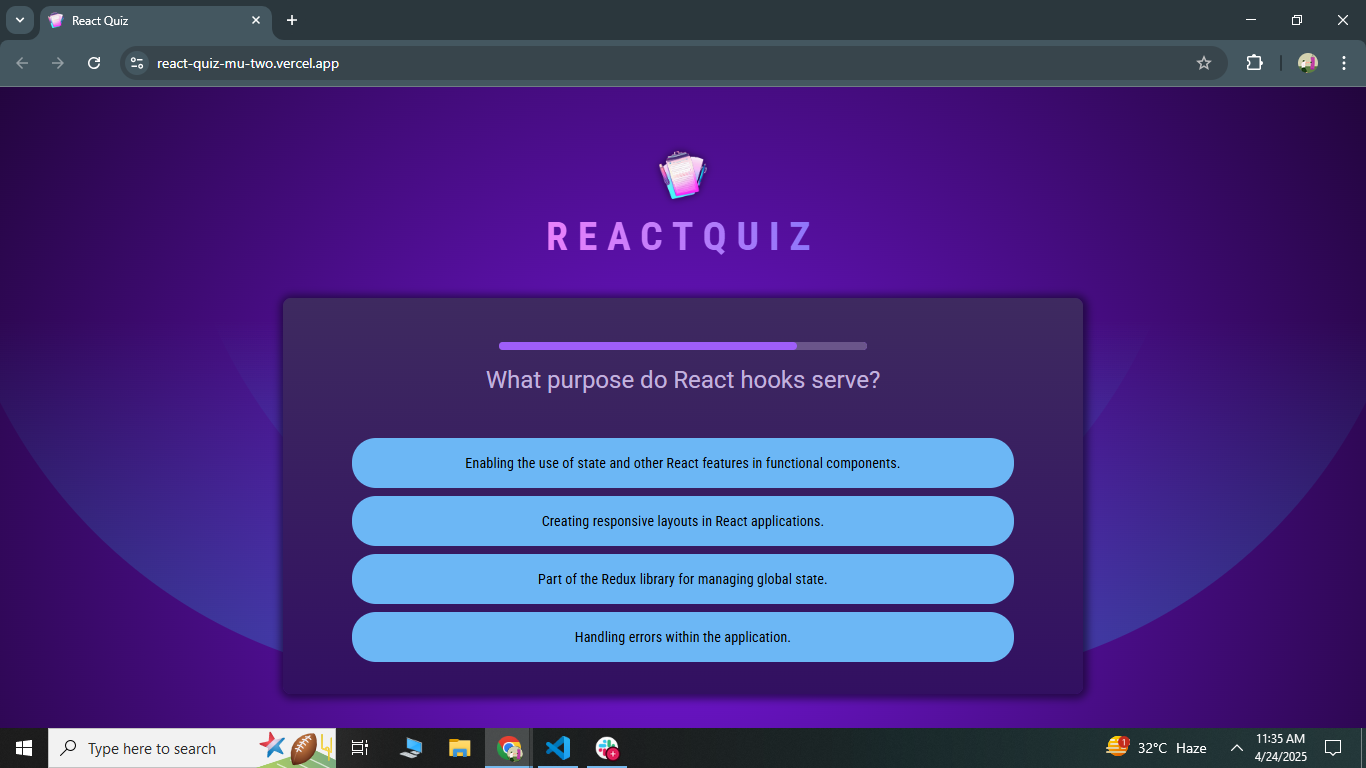 React Quiz
react-quiz-mu-two.vercel.app
REACTQUIZ
What purpose do React hooks serve?
Enabling the use of state and other React features in functional components.
Creating responsive layouts in React applications.
Part of the Redux library for managing global state.
Handling errors within the application.
Type here to search
1
32°C Haze
11:35 AM
4/24/2025